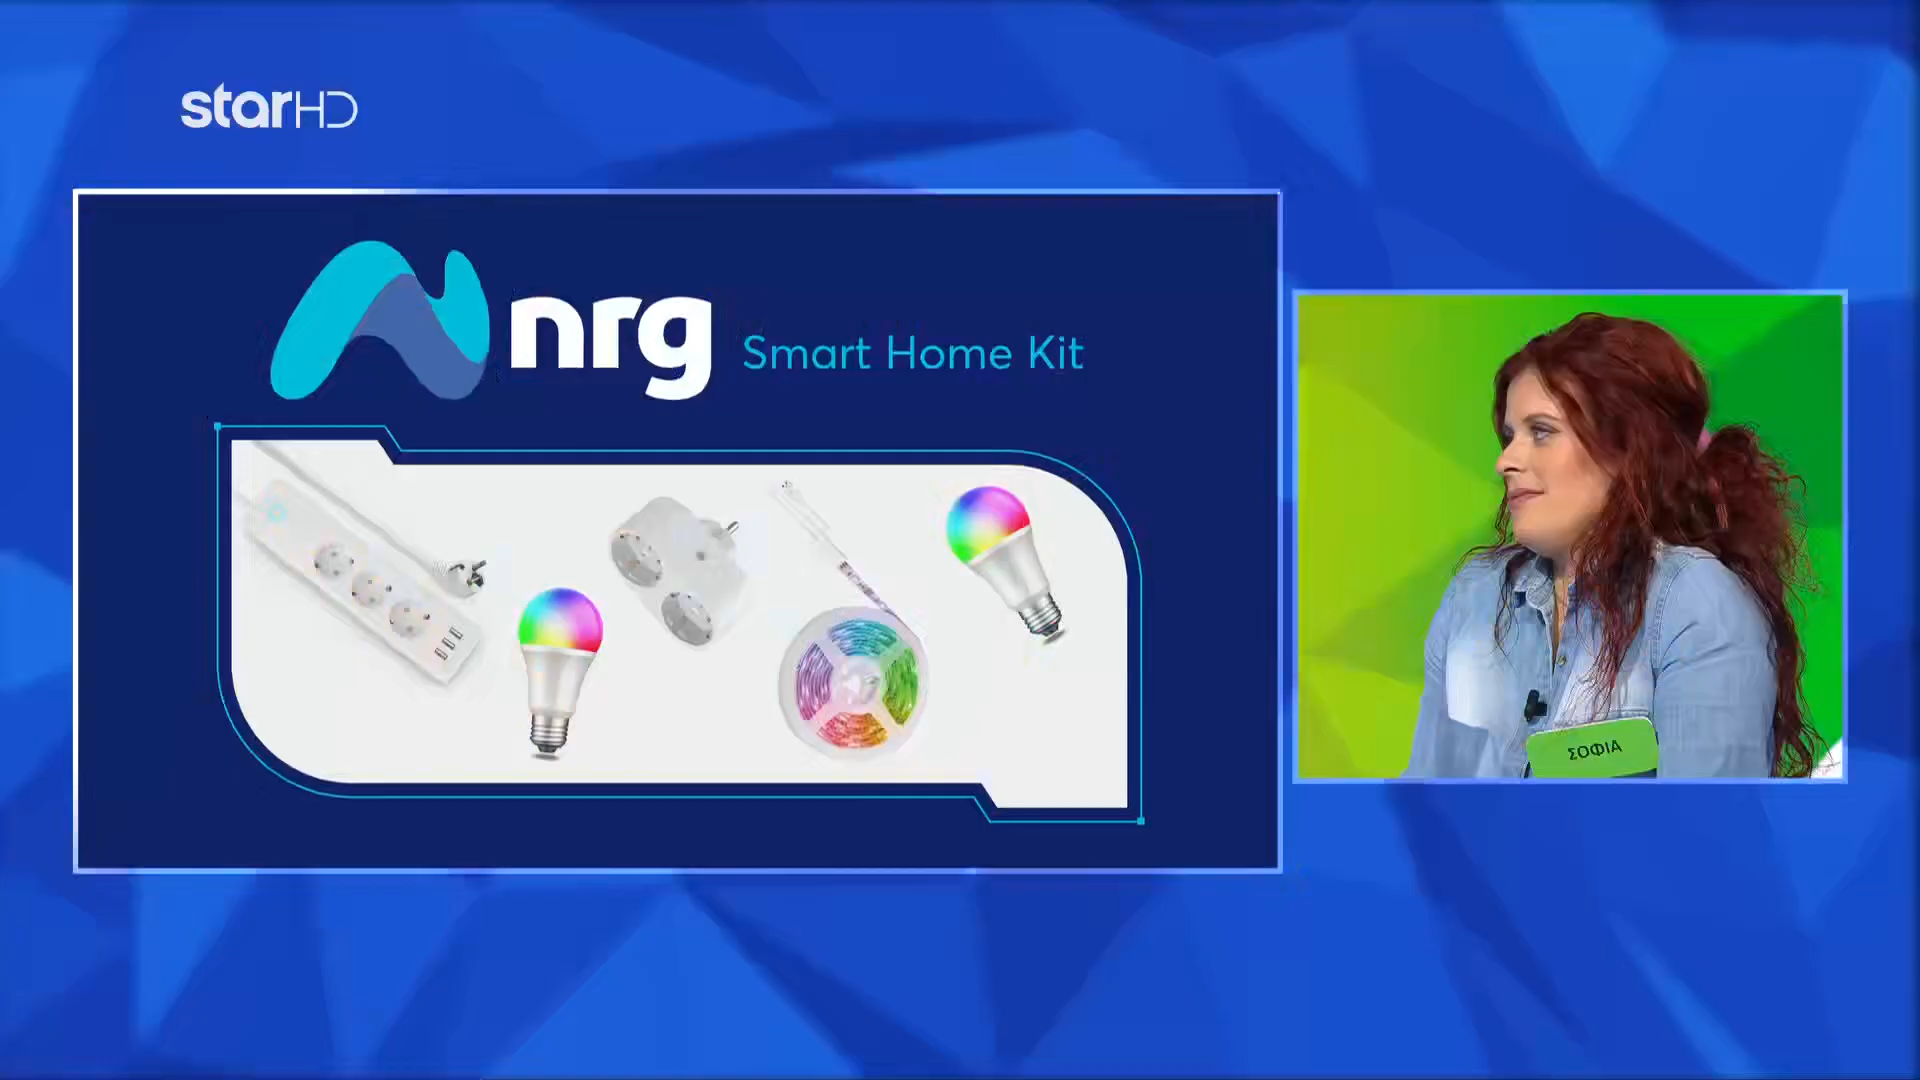 starHD
nrg Smart Home Kit
ΣΟΦΙΑ